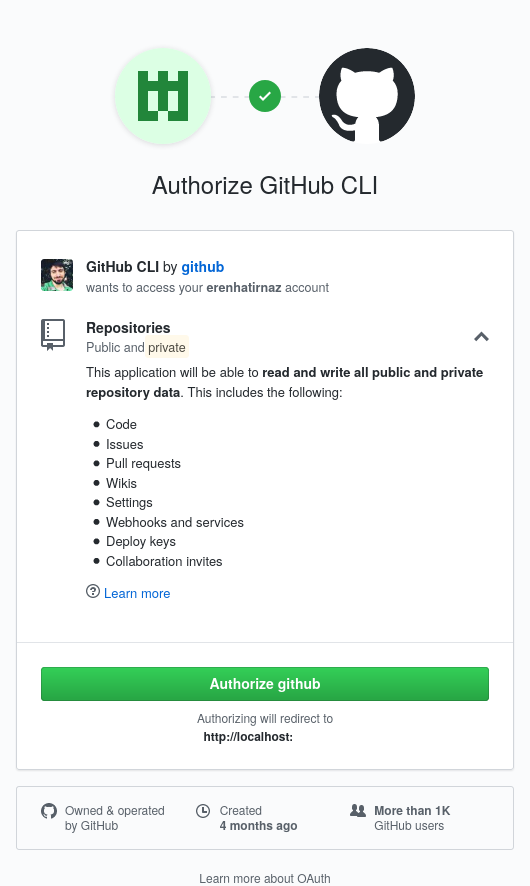 Authorize GitHub CLI
GitHub CLI by github
wants to access your erenhatirnaz account
Repositories
Public and private
This application will be able to read and write all public and private
repository data. This includes the following:
Code
Issues
Pull requests
Wikis
Settings
Webhooks and services
Deploy keys
Collaboration invites
Learn more
Authorize github
Authorizing will redirect to
http://localhost:
Owned & operated
by GitHub
Created
4 months ago
More than 1K
GitHub users
Learn more about OAuth